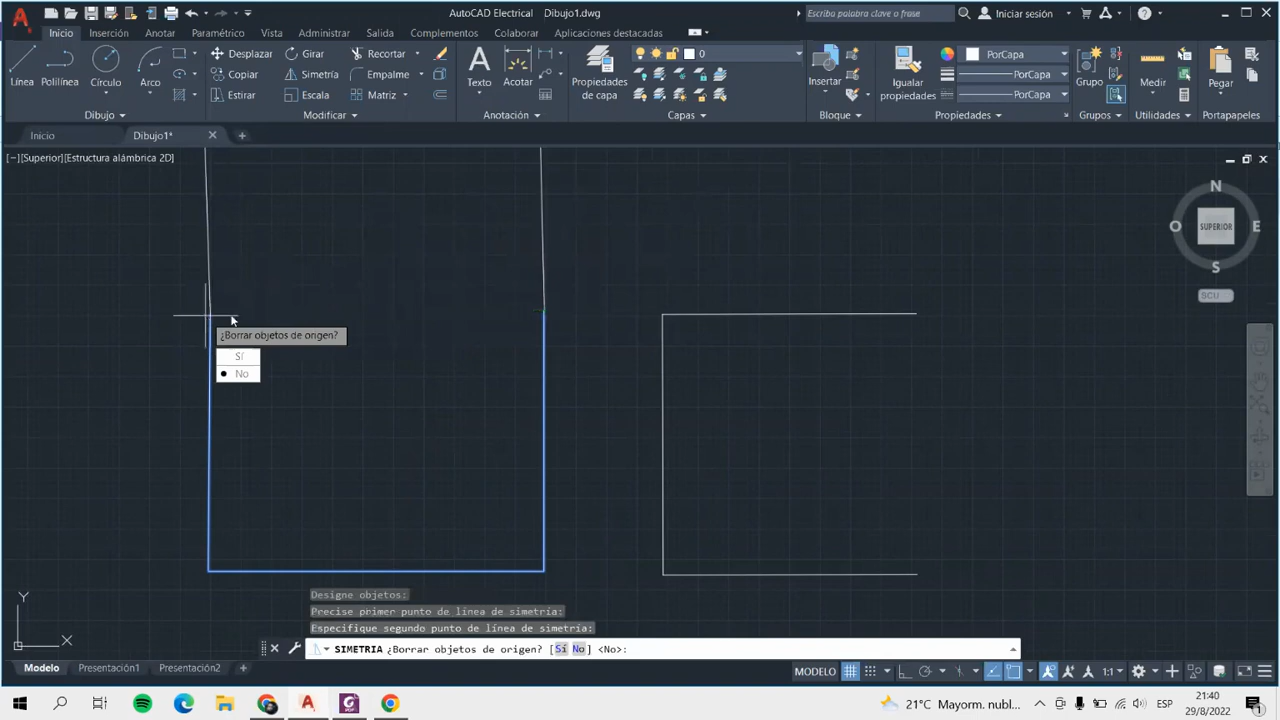 AutoCAD Electrical Dibujo1.dwg
Escriba palabra clave o frase
Iniciar sesión
Inicio Inserción Anotar Paramétrico Vista Administrar Salida Complementos Colaborar Aplicaciones destacadas
Línea Polilínea Círculo Arco
Desplazar Girar Recortar
Copiar Simetría Empalme
Estirar Escala Matriz
Texto Acotar
Propiedades de capa
0
Insertar
Igualar propiedades
PorCapa
PorCapa
PorCapa
Grupo
Medir
Pegar
Dibujo Modificar Anotación Capas Bloque Propiedades Grupos Utilidades Portapapeles
Inicio Dibujo1*
[−][Superior][Estructura alámbrica 2D]
N
O SUPERIOR E
S
SCU
¿Borrar objetos de origen?
Sí
No
Designe objetos:
Precise primer punto de línea de simetría:
Especifique segundo punto de línea de simetría:
SIMETRIA ¿Borrar objetos de origen? [Sí No] <No>:
Y
X
Modelo Presentación1 Presentación2
MODELO
1:1
21°C Mayorm. nubl...
ESP
21:40
29/8/2022